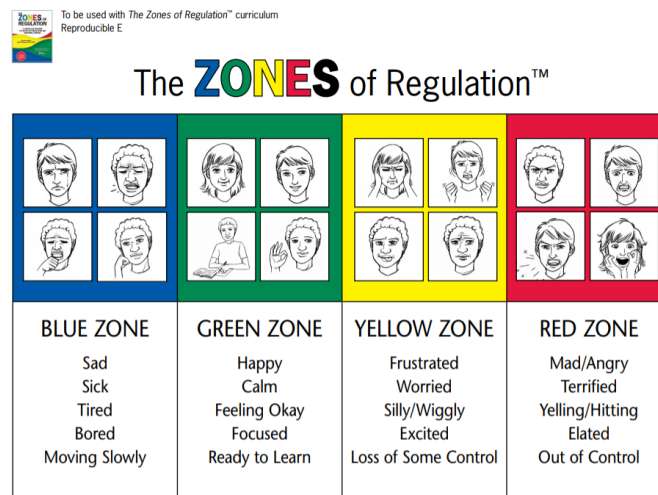 To be used with The Zones of Regulation™ curriculum
Reproducible E
The ZONES of Regulation™
BLUE ZONE
Sad
Sick
Tired
Bored
Moving Slowly
GREEN ZONE
Happy
Calm
Feeling Okay
Focused
Ready to Learn
YELLOW ZONE
Frustrated
Worried
Silly/Wiggly
Excited
Loss of Some Control
RED ZONE
Mad/Angry
Terrified
Yelling/Hitting
Elated
Out of Control